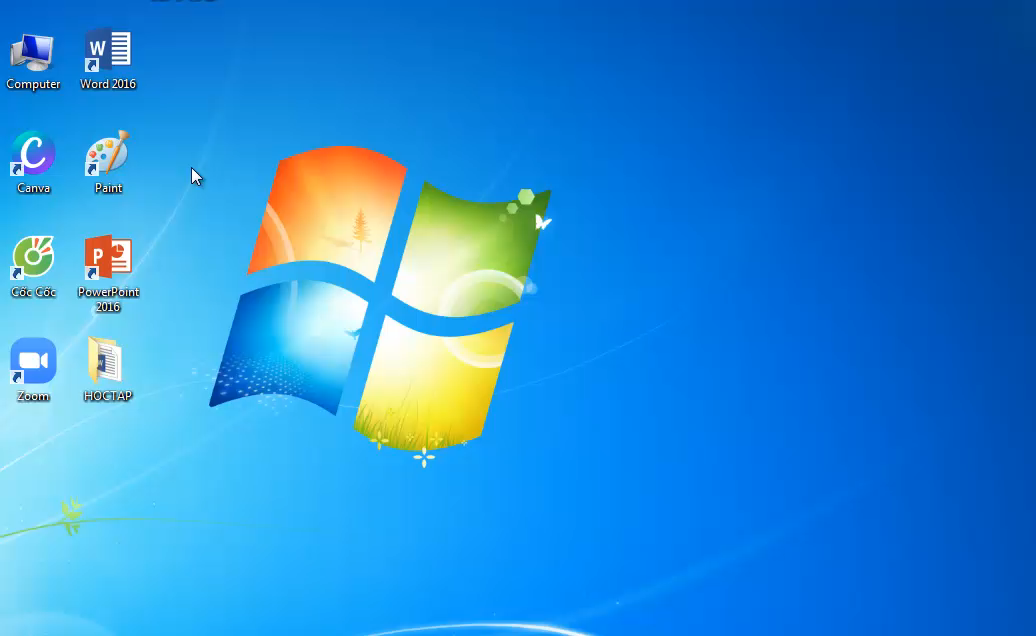 Computer
Word 2016
Canva
Paint
Cốc Cốc
PowerPoint
2016
Zoom
HOCTAP